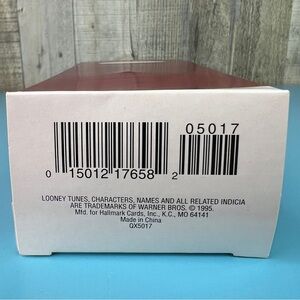 05017
0 15012 17658 2
LOONEY TUNES, CHARACTERS, NAMES AND ALL RELATED INDICIA
ARE TRADEMARKS OF WARNER BROS. © 1995.
Mfd. for Hallmark Cards, Inc., K.C., MO 64141
Made in China
QX5017